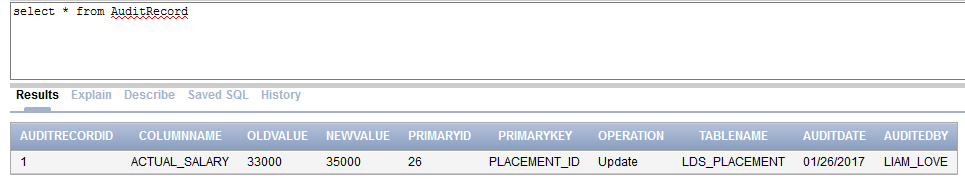 select * from AuditRecord
Results Explain Describe Saved SQL History
AUDITRECORDID COLUMNNAME OLDVALUE NEWVALUE PRIMARYID PRIMARYKEY OPERATION TABLENAME AUDITDATE AUDITEDBY
1 ACTUAL_SALARY 33000 35000 26 PLACEMENT_ID Update LDS_PLACEMENT 01/26/2017 LIAM_LOVE